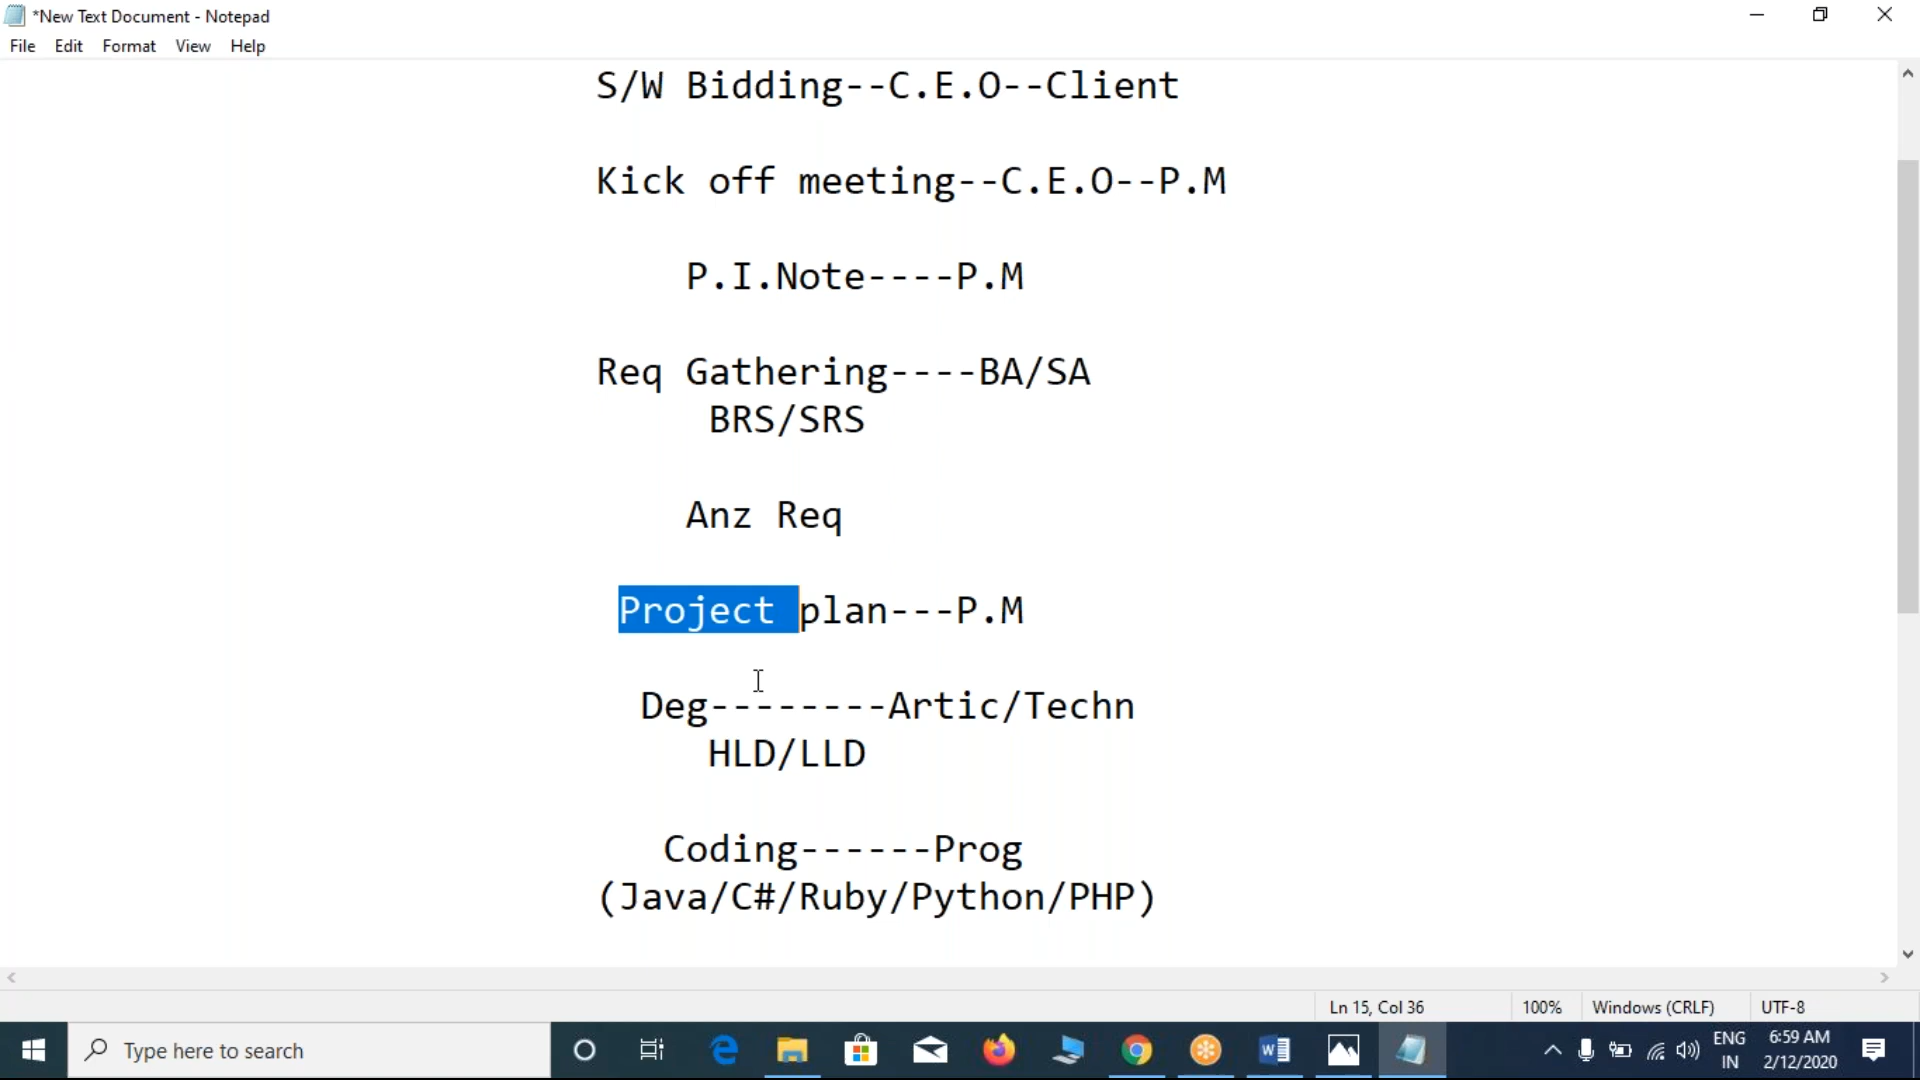 *New Text Document - Notepad
File Edit Format View Help
S/W Bidding--C.E.O--Client
Kick off meeting--C.E.O--P.M
P.I.Note----P.M
Req Gathering----BA/SA
BRS/SRS
Anz Req
Project plan---P.M
Deg--------Artic/Techn
HLD/LLD
Coding------Prog
(Java/C#/Ruby/Python/PHP)
Ln 15, Col 36 100% Windows (CRLF) UTF-8
Type here to search
ENG 6:59 AM
IN 2/12/2020